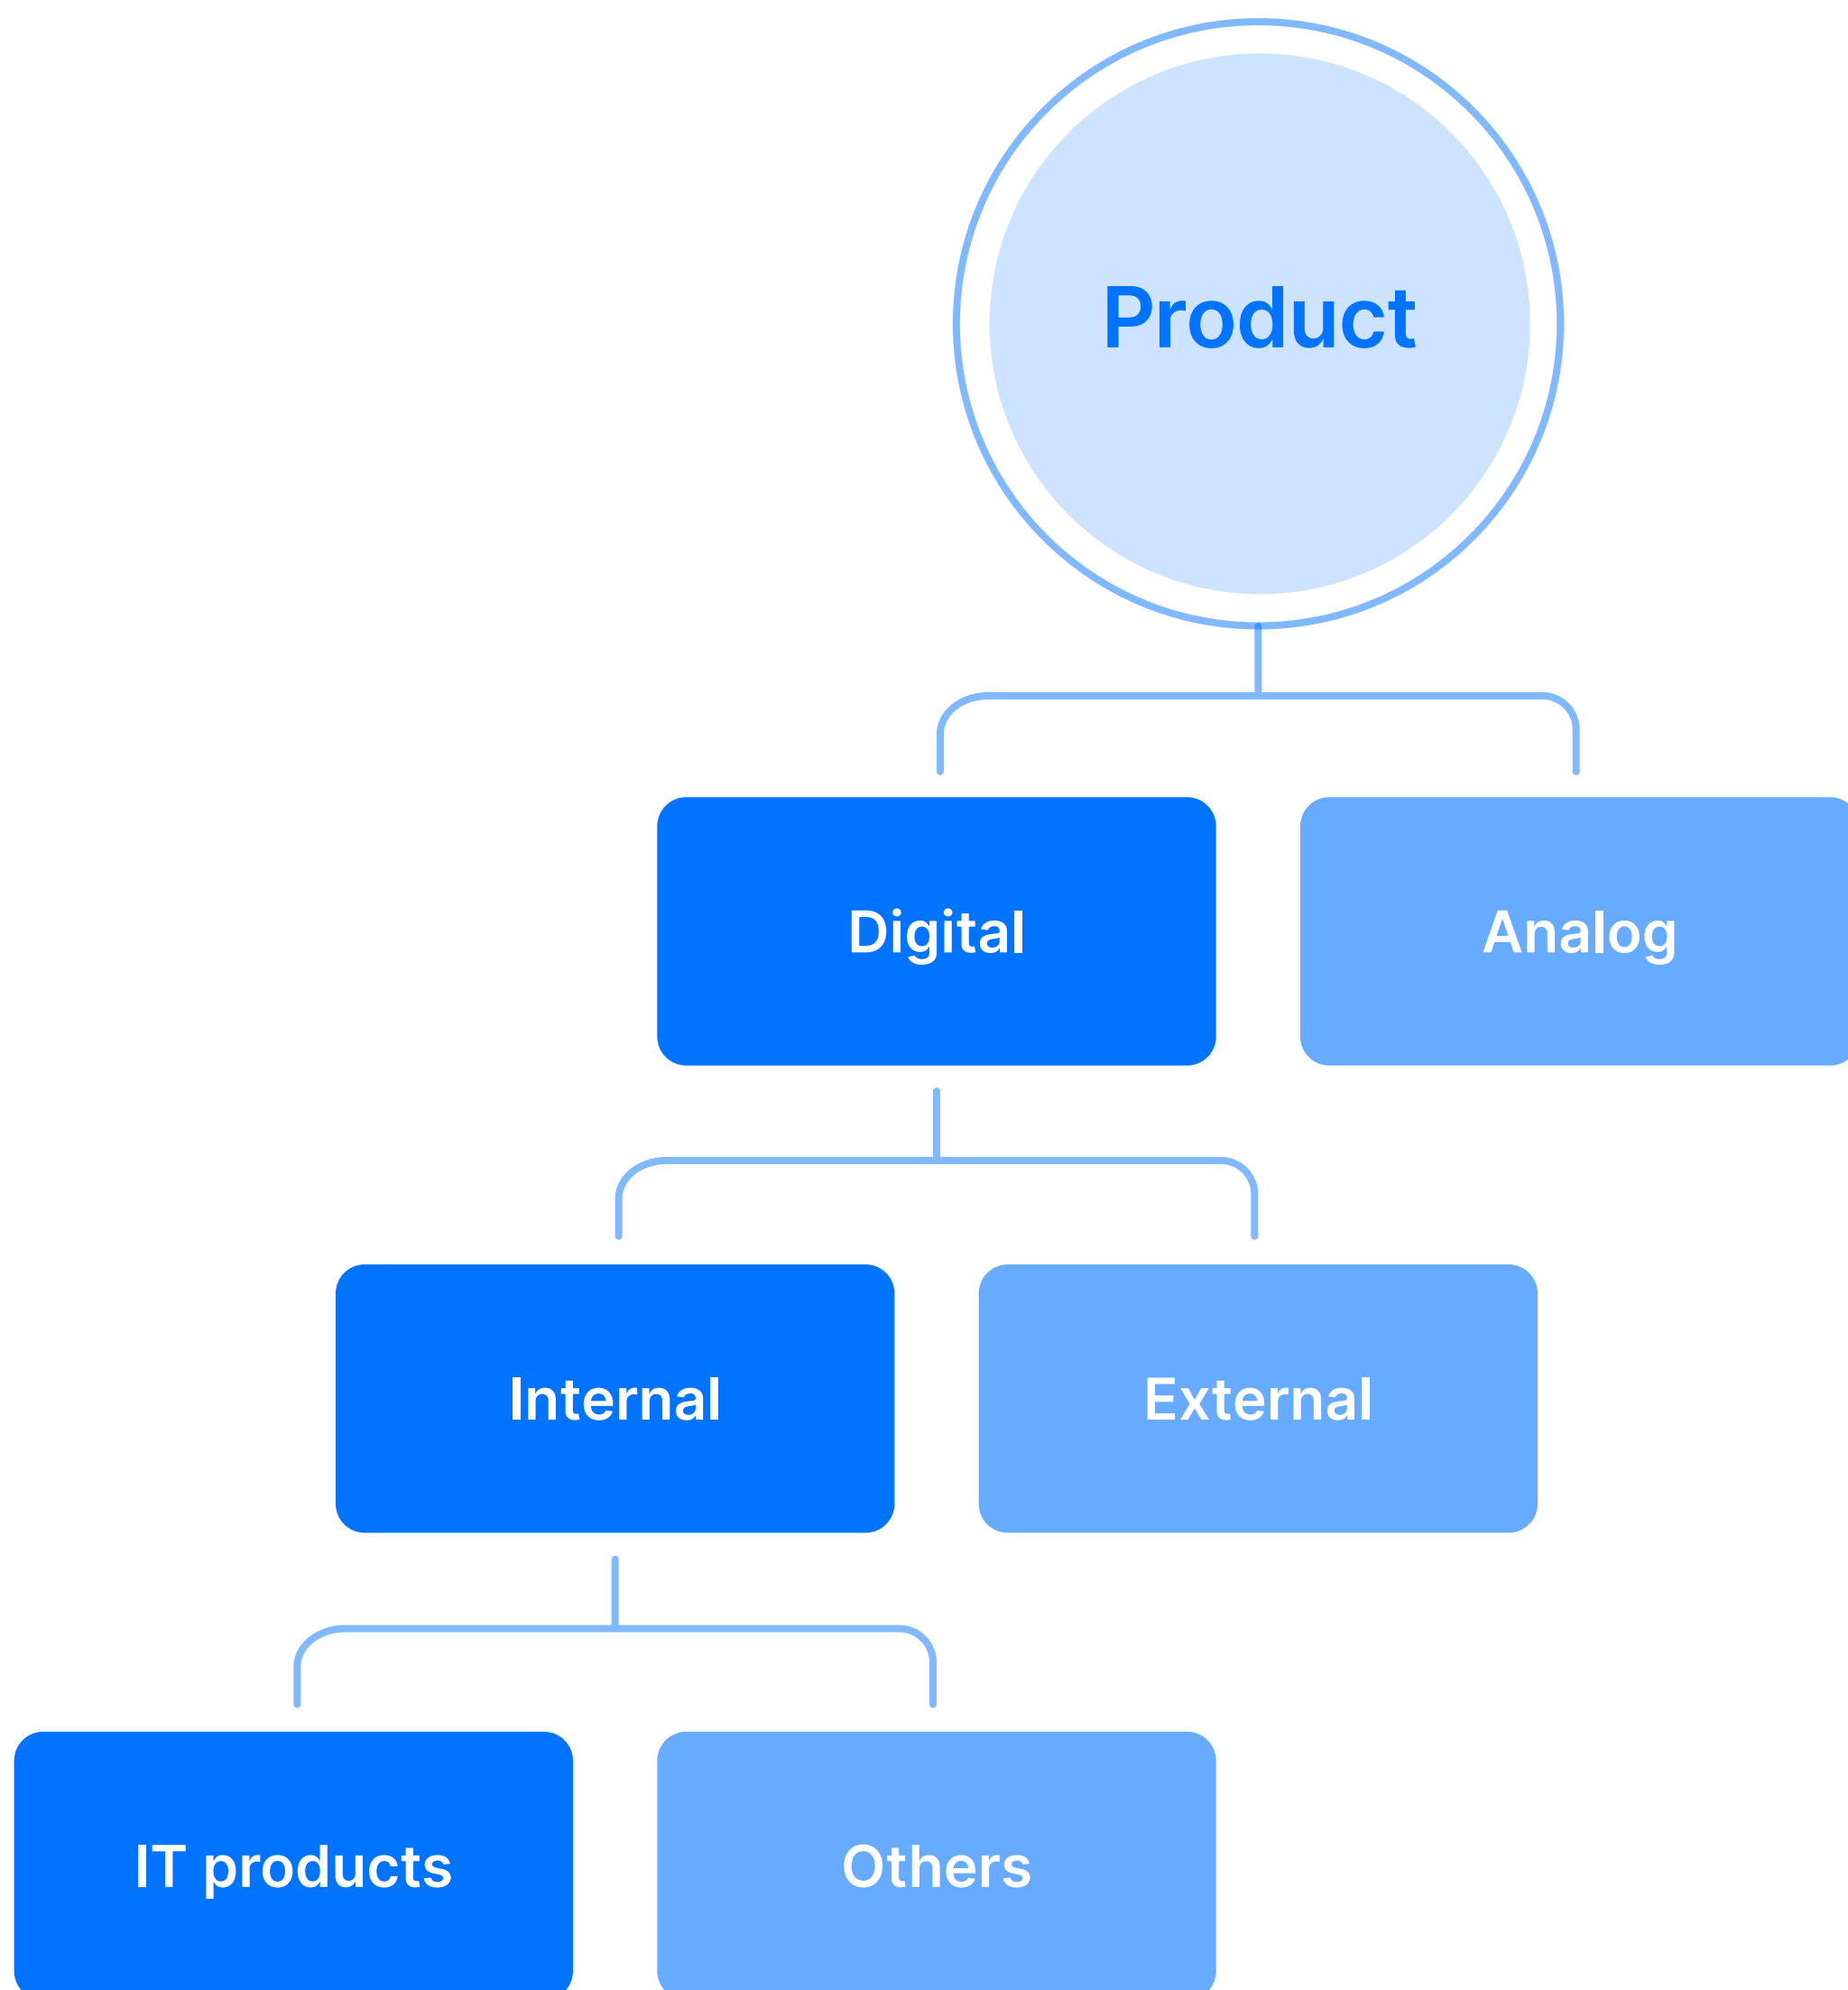 Product
Digital
Analog
Internal
External
IT products
Others